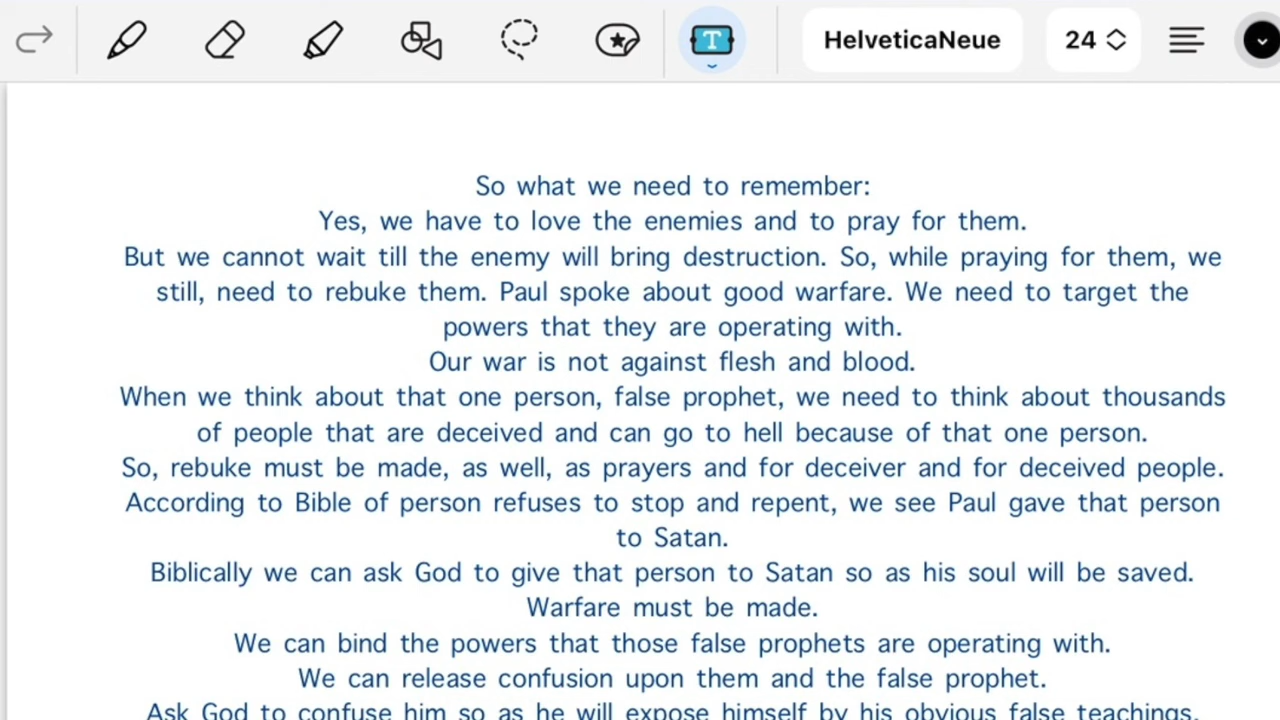 T HelveticaNeue 24
So what we need to remember:
Yes, we have to love the enemies and to pray for them.
But we cannot wait till the enemy will bring destruction. So, while praying for them, we
still, need to rebuke them. Paul spoke about good warfare. We need to target the
powers that they are operating with.
Our war is not against flesh and blood.
When we think about that one person, false prophet, we need to think about thousands
of people that are deceived and can go to hell because of that one person.
So, rebuke must be made, as well, as prayers and for deceiver and for deceived people.
According to Bible of person refuses to stop and repent, we see Paul gave that person
to Satan.
Biblically we can ask God to give that person to Satan so as his soul will be saved.
Warfare must be made.
We can bind the powers that those false prophets are operating with.
We can release confusion upon them and the false prophet.
Ask God to confuse him so as he will expose himself by his obvious false teachings.